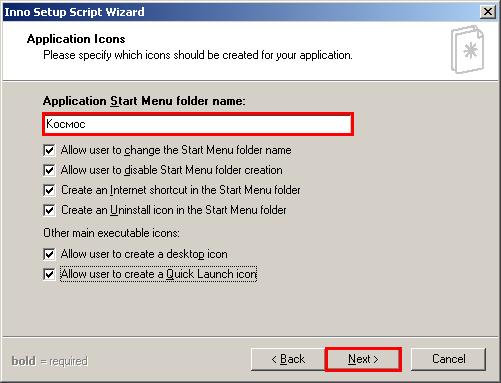 Inno Setup Script Wizard
Application Icons
Please specify which icons should be created for your application.
Application Start Menu folder name:
Космос
Allow user to change the Start Menu folder name
Allow user to disable Start Menu folder creation
Create an Internet shortcut in the Start Menu folder
Create an Uninstall icon in the Start Menu folder
Other main executable icons:
Allow user to create a desktop icon
Allow user to create a Quick Launch icon
bold = required
< Back
Next >
Cancel